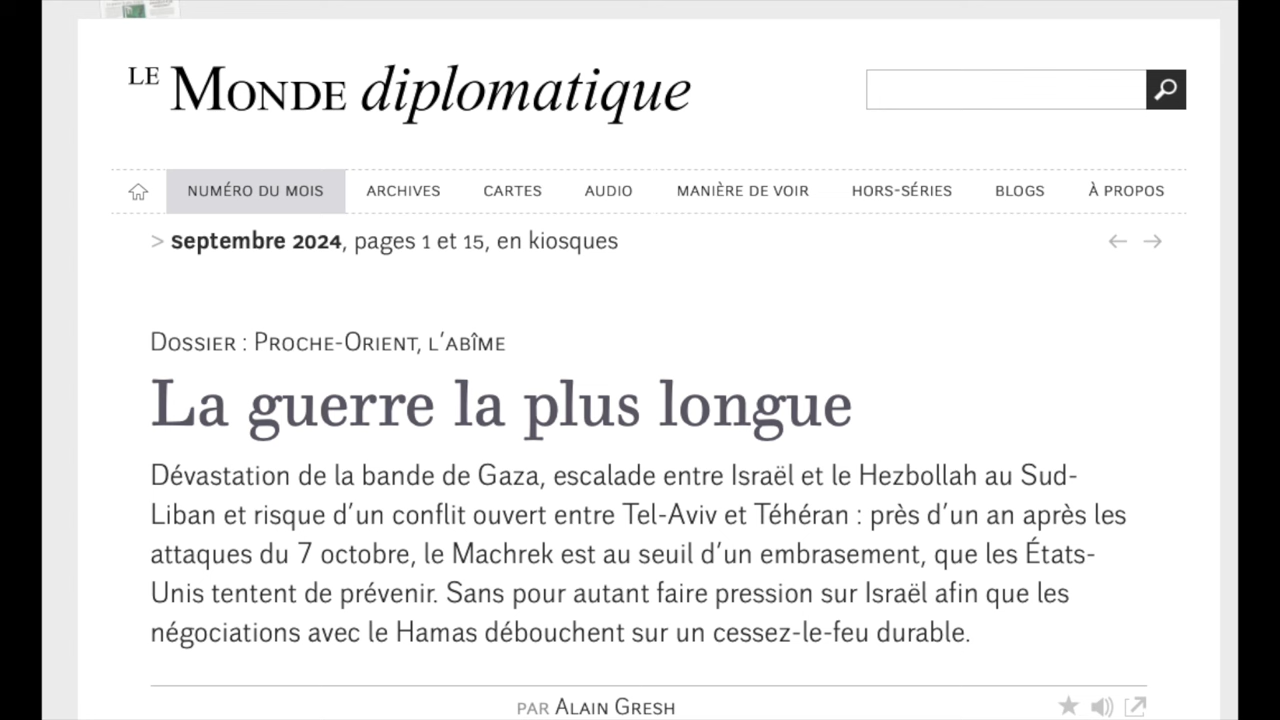 LE MONDE diplomatique
NUMÉRO DU MOIS ARCHIVES CARTES AUDIO MANIÈRE DE VOIR HORS-SÉRIES BLOGS À PROPOS
> septembre 2024, pages 1 et 15, en kiosques
DOSSIER : PROCHE-ORIENT, L’ABÎME
La guerre la plus longue
Dévastation de la bande de Gaza, escalade entre Israël et le Hezbollah au Sud-
Liban et risque d’un conflit ouvert entre Tel-Aviv et Téhéran : près d’un an après les
attaques du 7 octobre, le Machrek est au seuil d’un embrasement, que les États-
Unis tentent de prévenir. Sans pour autant faire pression sur Israël afin que les
négociations avec le Hamas débouchent sur un cessez-le-feu durable.
PAR ALAIN GRESH